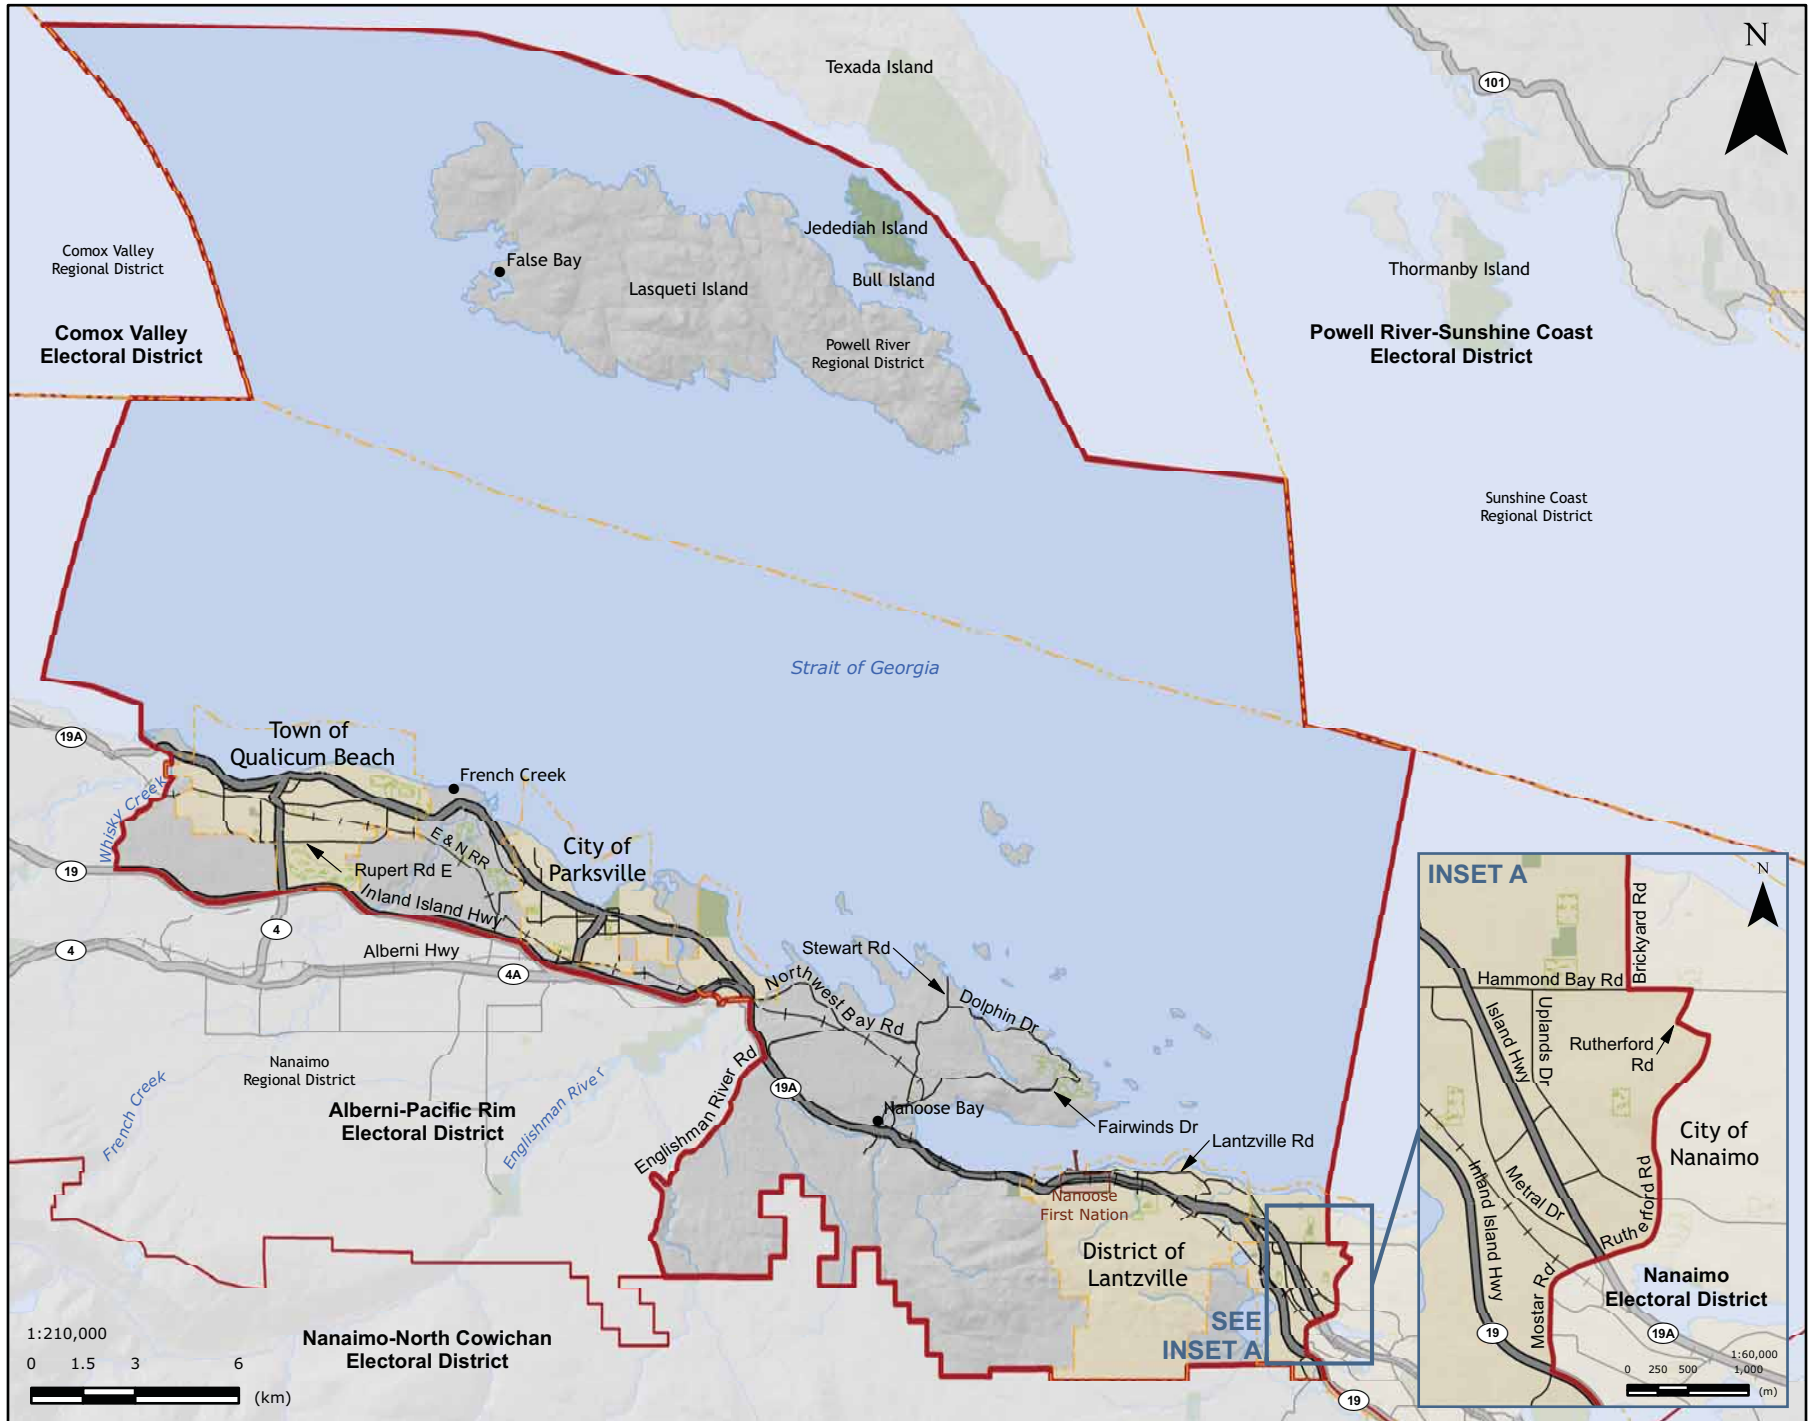 Texada Island
N
101
Jedediah Island
Comox Valley
Regional District
False Bay
Bull Island
Lasqueti Island
Thormanby Island
Comox Valley
Electoral District
Powell River
Regional District
Powell River-Sunshine Coast
Electoral District
Sunshine Coast
Regional District
Strait of Georgia
19A
Town of
Qualicum Beach
French Creek
Whisky Creek
E & N RR
City of
Parksville
19
Rupert Rd E
Inland Island Hwy
4
4
Alberni Hwy
4A
Stewart Rd
Northwest Bay Rd
Dolphin Dr
Nanaimo
Regional District
French Creek
Englishman River
Alberni-Pacific Rim
Electoral District
Englishman River Rd
19A
Nanoose Bay
Fairwinds Dr
Lantzville Rd
Nanoose
First Nation
District of
Lantzville
SEE
INSET A
Nanaimo-North Cowichan
Electoral District
1:210,000
0 1.5 3 6
(km)
19
INSET A
N
Brickyard Rd
Hammond Bay Rd
Island Hwy
Uplands Dr
Rutherford
Rd
City of
Nanaimo
Metral Dr
Inland Island Hwy
Rutherford Rd
Mostar Rd
Nanaimo
Electoral District
19
19A
1:60,000
0 250 500 1,000
(m)